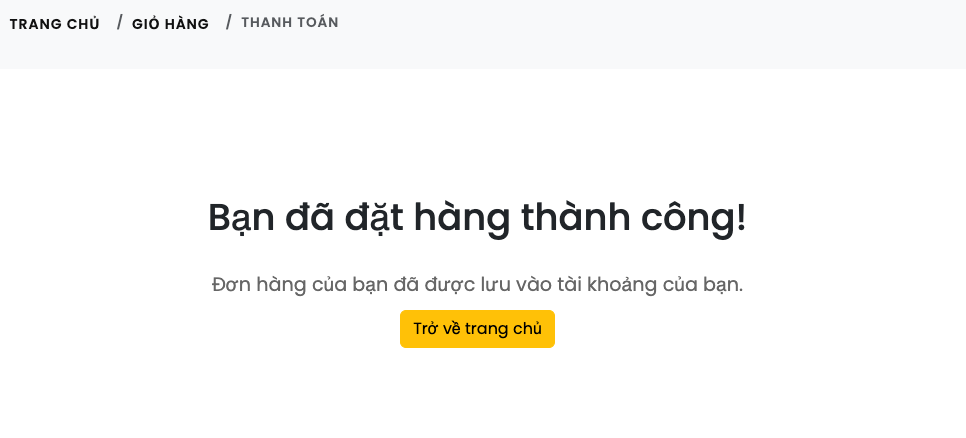 TRANG CHỦ / GIỎ HÀNG / THANH TOÁN
Bạn đã đặt hàng thành công!
Đơn hàng của bạn đã được lưu vào tài khoảng của bạn.
Trở về trang chủ